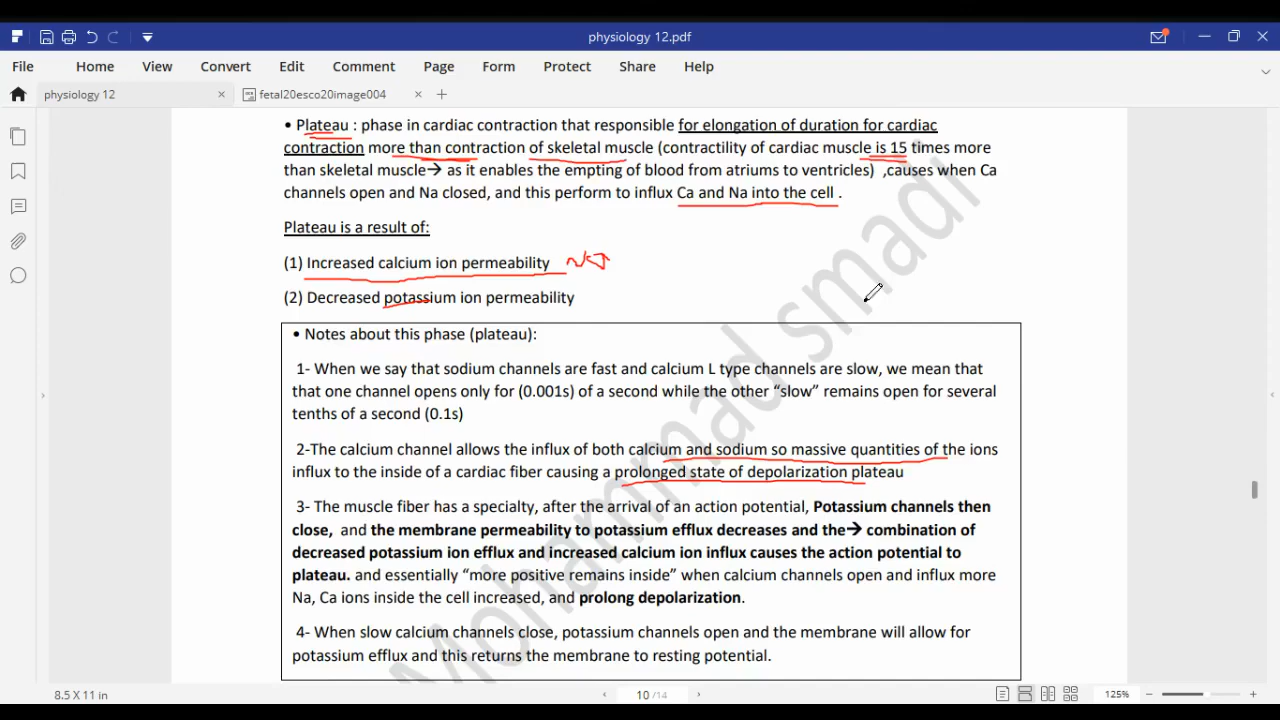 physiology 12.pdf
File Home View Convert Edit Comment Page Form Protect Share Help
physiology 12 fetal20esco20image004
• Plateau : phase in cardiac contraction that responsible for elongation of duration for cardiac
contraction more than contraction of skeletal muscle (contractility of cardiac muscle is 15 times more
than skeletal muscle→ as it enables the empting of blood from atriums to ventricles) ,causes when Ca
channels open and Na closed, and this perform to influx Ca and Na into the cell .
Plateau is a result of:
(1) Increased calcium ion permeability
(2) Decreased potassium ion permeability
• Notes about this phase (plateau):
1- When we say that sodium channels are fast and calcium L type channels are slow, we mean that
that one channel opens only for (0.001s) of a second while the other “slow” remains open for several
tenths of a second (0.1s)
2-The calcium channel allows the influx of both calcium and sodium so massive quantities of the ions
influx to the inside of a cardiac fiber causing a prolonged state of depolarization plateau
3- The muscle fiber has a specialty, after the arrival of an action potential, Potassium channels then
close, and the membrane permeability to potassium efflux decreases and the→ combination of
decreased potassium ion efflux and increased calcium ion influx causes the action potential to
plateau. and essentially “more positive remains inside” when calcium channels open and influx more
Na, Ca ions inside the cell increased, and prolong depolarization.
4- When slow calcium channels close, potassium channels open and the membrane will allow for
potassium efflux and this returns the membrane to resting potential.
Mohammad smadi
8.5 X 11 in 10 /14 125%